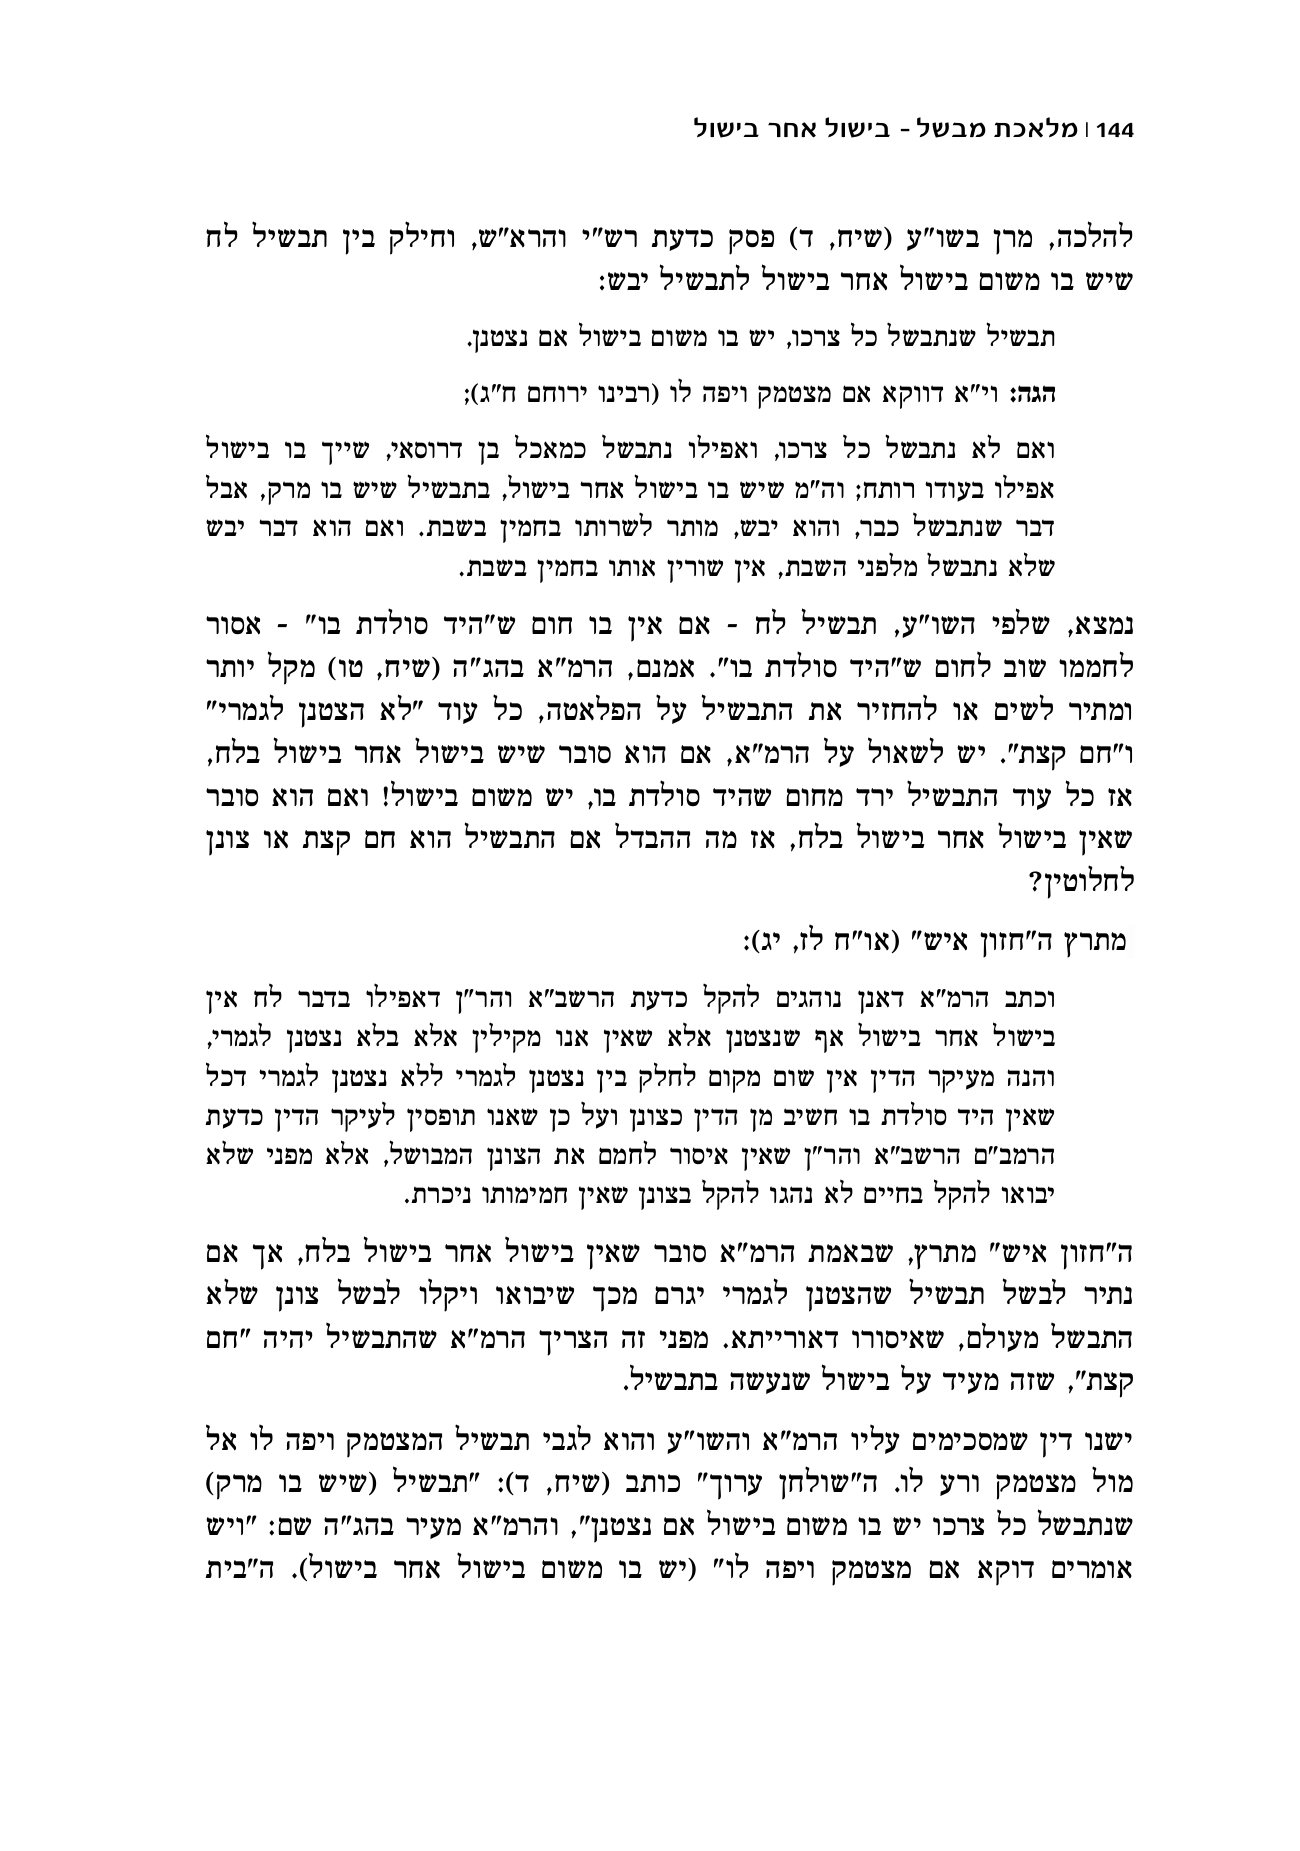 144 | מלאכת מבשל - בישול אחר בישול
להלכה, מרן בשו"ע (שיח, ד) פסק כדעת רש"י והרא"ש, וחילק בין תבשיל לח
שיש בו משום בישול אחר בישול לתבשיל יבש:
תבשיל שנתבשל כל צרכו, יש בו משום בישול אם נצטנן.
הגה: וי"א דווקא אם מצטמק ויפה לו (רבינו ירוחם ח"ג);
ואם לא נתבשל כל צרכו, ואפילו נתבשל כמאכל בן דרוסאי, שייך בו בישול
אפילו בעודו רותח; וה"מ שיש בו בישול אחר בישול, בתבשיל שיש בו מרק, אבל
דבר שנתבשל כבר, והוא יבש, מותר לשרותו בחמין בשבת. ואם הוא דבר יבש
שלא נתבשל מלפני השבת, אין שורין אותו בחמין בשבת.
נמצא, שלפי השו"ע, תבשיל לח - אם אין בו חום ש"היד סולדת בו" - אסור
לחממו שוב לחום ש"היד סולדת בו". אמנם, הרמ"א בהג"ה (שיח, טו) מקל יותר
ומתיר לשים או להחזיר את התבשיל על הפלאטה, כל עוד "לא הצטנן לגמרי"
ו"חם קצת". יש לשאול על הרמ"א, אם הוא סובר שיש בישול אחר בישול בלח,
אז כל עוד התבשיל ירד מחום שהיד סולדת בו, יש משום בישול! ואם הוא סובר
שאין בישול אחר בישול בלח, אז מה ההבדל אם התבשיל הוא חם קצת או צונן
לחלוטין?
מתרץ ה"חזון איש" (או"ח לז, יג):
וכתב הרמ"א דאנן נוהגים להקל כדעת הרשב"א והר"ן דאפילו בדבר לח אין
בישול אחר בישול אף שנצטנן אלא שאין אנו מקילין אלא בלא נצטנן לגמרי,
והנה מעיקר הדין אין שום מקום לחלק בין נצטנן לגמרי ללא נצטנן לגמרי דכל
שאין היד סולדת בו חשיב מן הדין כצונן ועל כן שאנו תופסין לעיקר הדין כדעת
הרמב"ם הרשב"א והר"ן שאין איסור לחמם את הצונן המבושל, אלא מפני שלא
יבואו להקל בחיים לא נהגו להקל בצונן שאין חמימותו ניכרת.
ה"חזון איש" מתרץ, שבאמת הרמ"א סובר שאין בישול אחר בישול בלח, אך אם
נתיר לבשל תבשיל שהצטנן לגמרי יגרם מכך שיבואו ויקלו לבשל צונן שלא
התבשל מעולם, שאיסורו דאורייתא. מפני זה הצריך הרמ"א שהתבשיל יהיה "חם
קצת", שזה מעיד על בישול שנעשה בתבשיל.
ישנו דין שמסכימים עליו הרמ"א והשו"ע והוא לגבי תבשיל המצטמק ויפה לו אל
מול מצטמק ורע לו. ה"שולחן ערוך" כותב (שיח, ד): "תבשיל (שיש בו מרק)
שנתבשל כל צרכו יש בו משום בישול אם נצטנן", והרמ"א מעיר בהג"ה שם: "ויש
אומרים דוקא אם מצטמק ויפה לו" (יש בו משום בישול אחר בישול). ה"בית